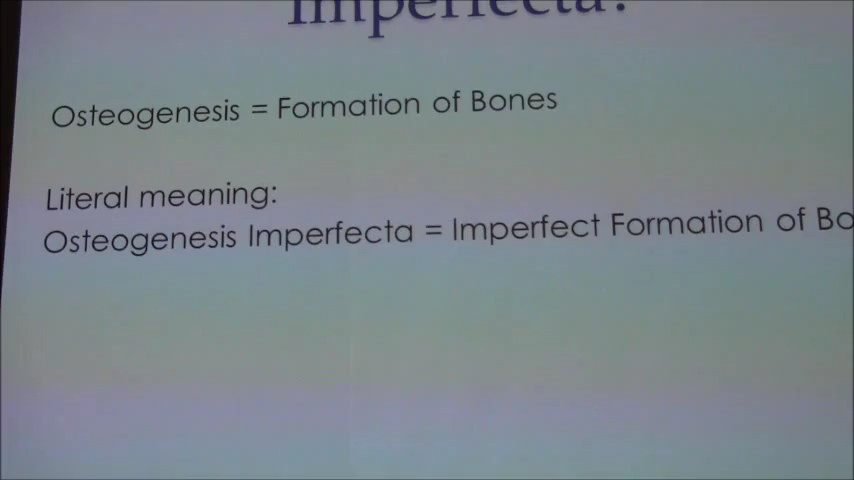 Imperfecta?
Osteogenesis = Formation of Bones
Literal meaning:
Osteogenesis Imperfecta = Imperfect Formation of Bo